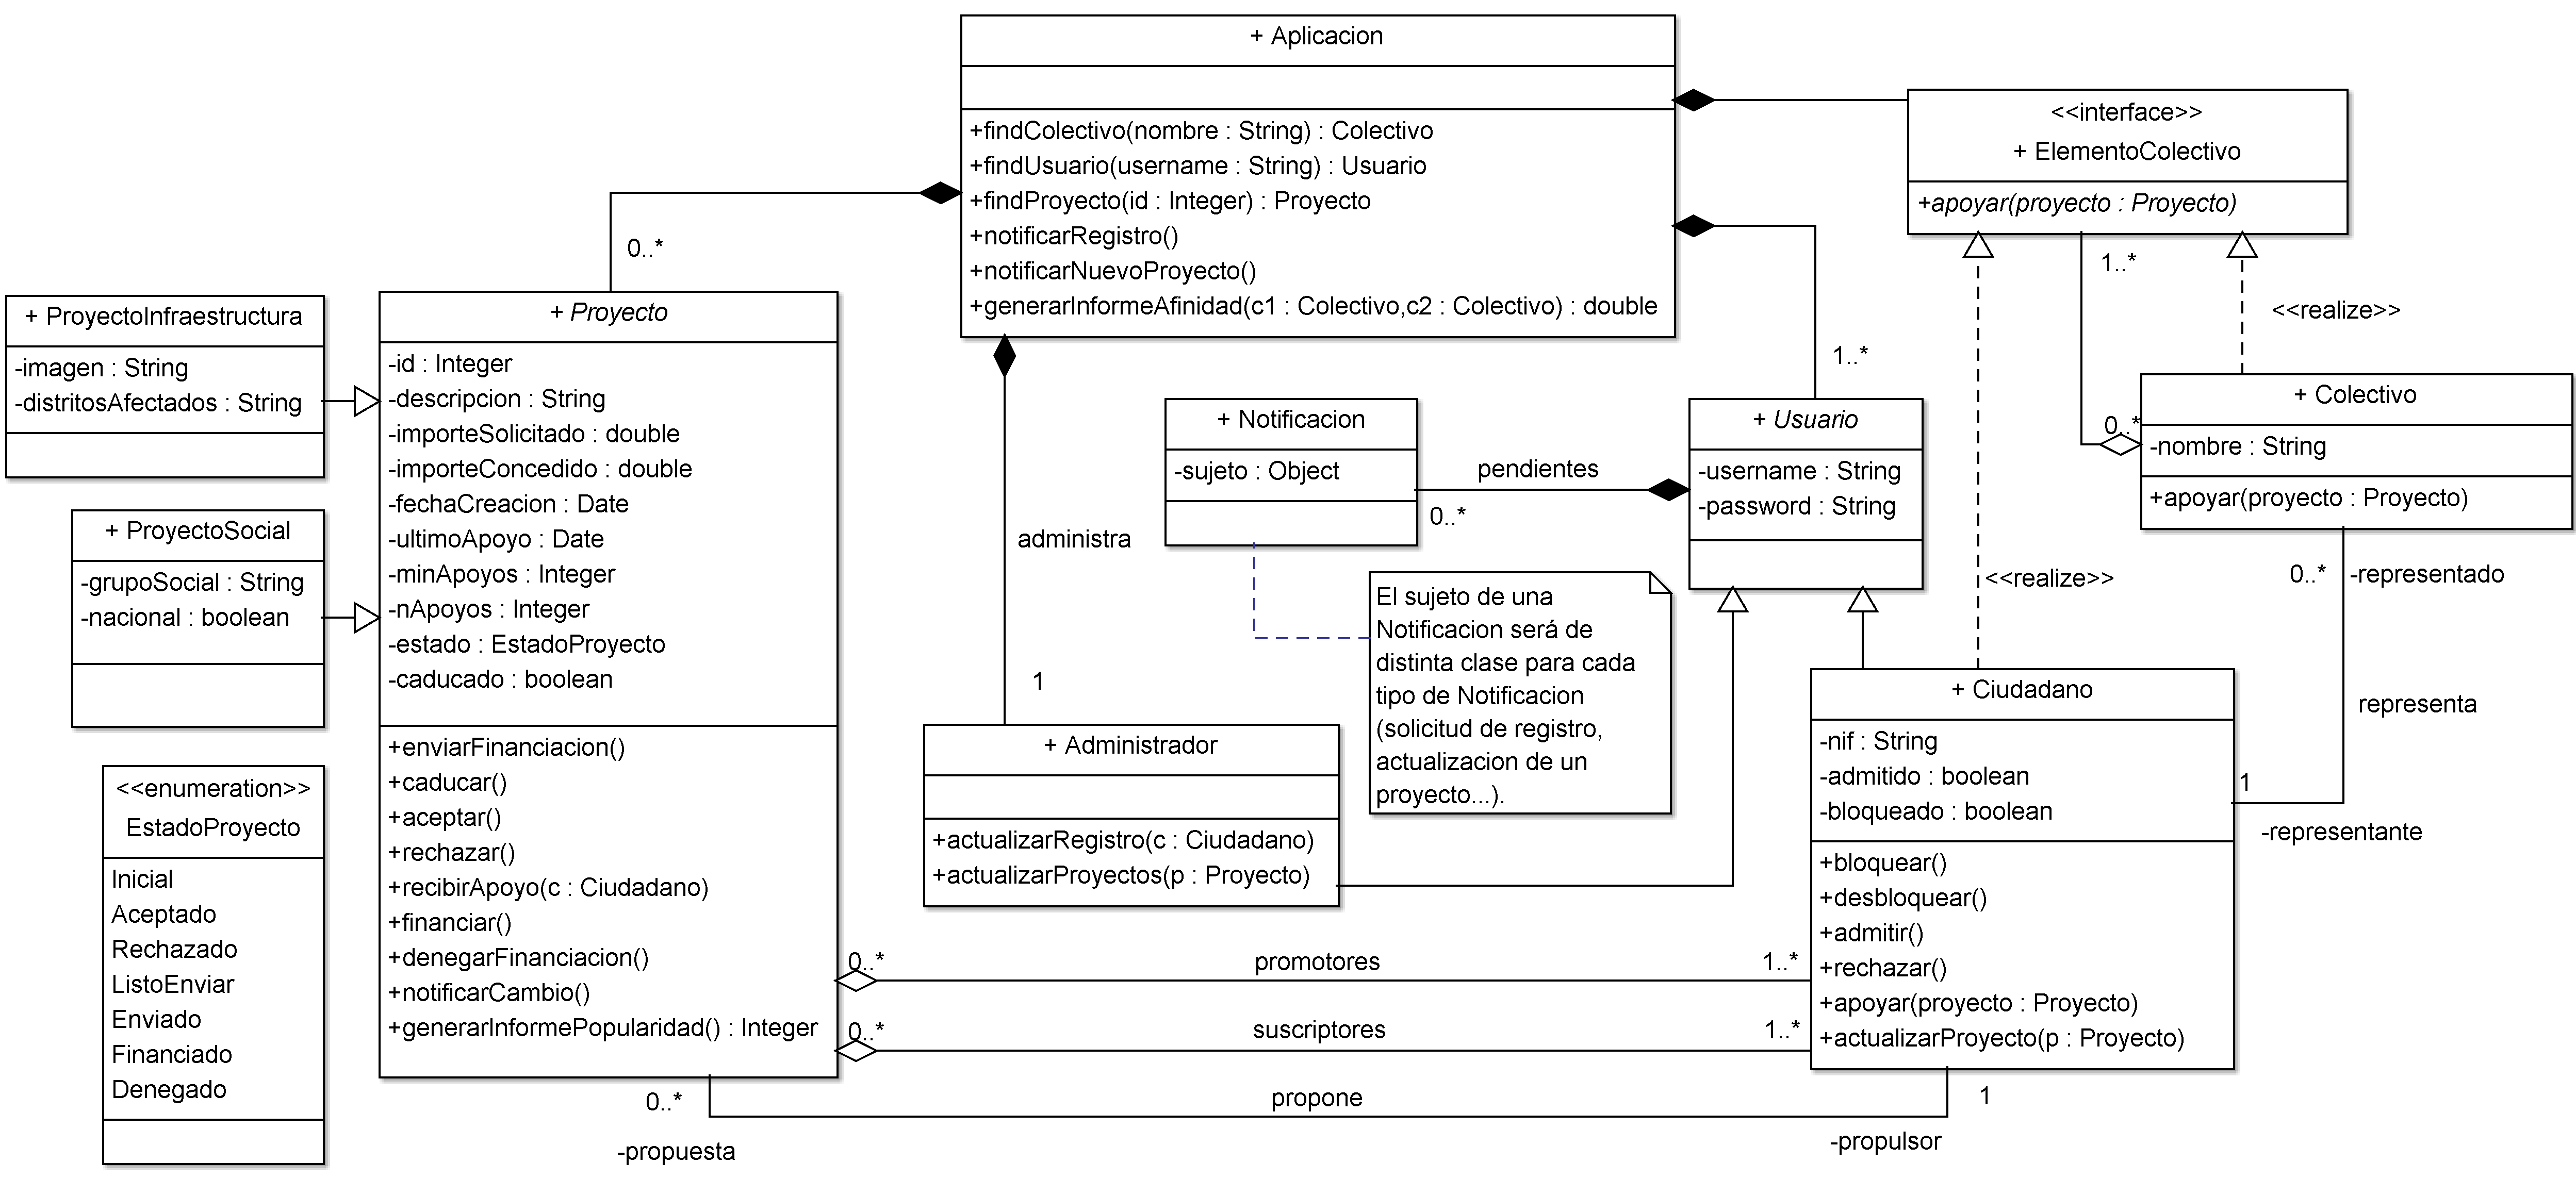 + Aplicacion
+findColectivo(nombre : String) : Colectivo
+findUsuario(username : String) : Usuario
+findProyecto(id : Integer) : Proyecto
+notificarRegistro()
+notificarNuevoProyecto()
+generarInformeAfinidad(c1 : Colectivo,c2 : Colectivo) : double
<<interface>>
+ ElementoColectivo
+apoyar(proyecto : Proyecto)
0..*
1..*
<<realize>>
1..*
+ ProyectoInfraestructura
-imagen : String
-distritosAfectados : String
+ ProyectoSocial
-grupoSocial : String
-nacional : boolean
<<enumeration>>
EstadoProyecto
Inicial
Aceptado
Rechazado
ListoEnviar
Enviado
Financiado
Denegado
+ Proyecto
-id : Integer
-descripcion : String
-importeSolicitado : double
-importeConcedido : double
-fechaCreacion : Date
-ultimoApoyo : Date
-minApoyos : Integer
-nApoyos : Integer
-estado : EstadoProyecto
-caducado : boolean
+enviarFinanciacion()
+caducar()
+aceptar()
+rechazar()
+recibirApoyo(c : Ciudadano)
+financiar()
+denegarFinanciacion()
+notificarCambio()
+generarInformePopularidad() : Integer
+ Notificacion
-sujeto : Object
pendientes
0..*
+ Usuario
-username : String
-password : String
+ Colectivo
-nombre : String
+apoyar(proyecto : Proyecto)
0..*
administra
1
El sujeto de una
Notificacion será de
distinta clase para cada
tipo de Notificacion
(solicitud de registro,
actualizacion de un
proyecto...).
<<realize>>
0..*
-representado
representa
1
-representante
+ Administrador
+actualizarRegistro(c : Ciudadano)
+actualizarProyectos(p : Proyecto)
+ Ciudadano
-nif : String
-admitido : boolean
-bloqueado : boolean
+bloquear()
+desbloquear()
+admitir()
+rechazar()
+apoyar(proyecto : Proyecto)
+actualizarProyecto(p : Proyecto)
0..*
promotores
1..*
0..*
suscriptores
1..*
0..*
propone
1
-propuesta
-propulsor